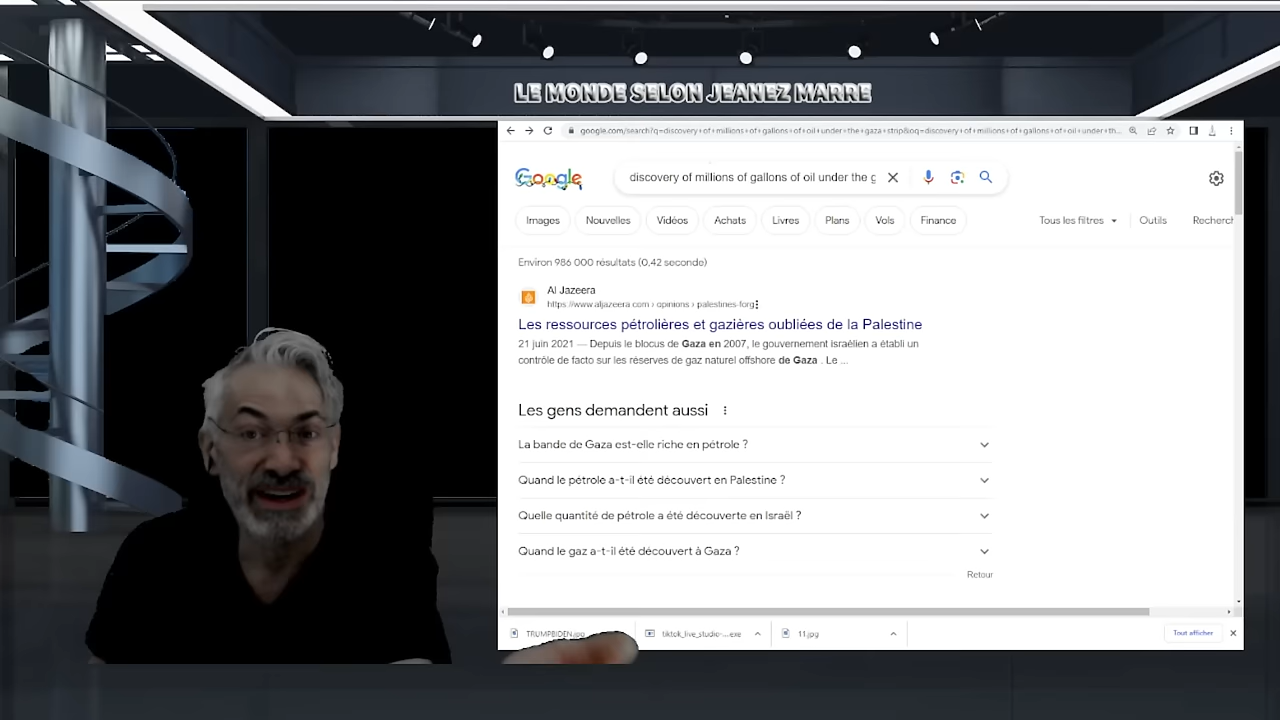 LE MONDE SELON JEANEZ MARRE
google.com/search?q=discovery+of+millions+of+gallons+of+oil+under+the+gaza+strip&oq=discovery+of+millions+of+gallons+of+oil+under+th...
Google
discovery of millions of gallons of oil under the g
Images
Nouvelles
Vidéos
Achats
Livres
Plans
Vols
Finance
Tous les filtres
Outils
Recherch
Environ 986 000 résultats (0,42 seconde)
Al Jazeera
https://www.aljazeera.com › opinions › palestines-forg
Les ressources pétrolières et gazières oubliées de la Palestine
21 juin 2021 — Depuis le blocus de Gaza en 2007, le gouvernement israélien a établi un
contrôle de facto sur les réserves de gaz naturel offshore de Gaza . Le ...
Les gens demandent aussi
La bande de Gaza est-elle riche en pétrole ?
Quand le pétrole a-t-il été découvert en Palestine ?
Quelle quantité de pétrole a été découverte en Israël ?
Quand le gaz a-t-il été découvert à Gaza ?
Retour
TRUMPBIDEN.jpg
tiktok_live_studio-...exe
11.jpg
Tout afficher